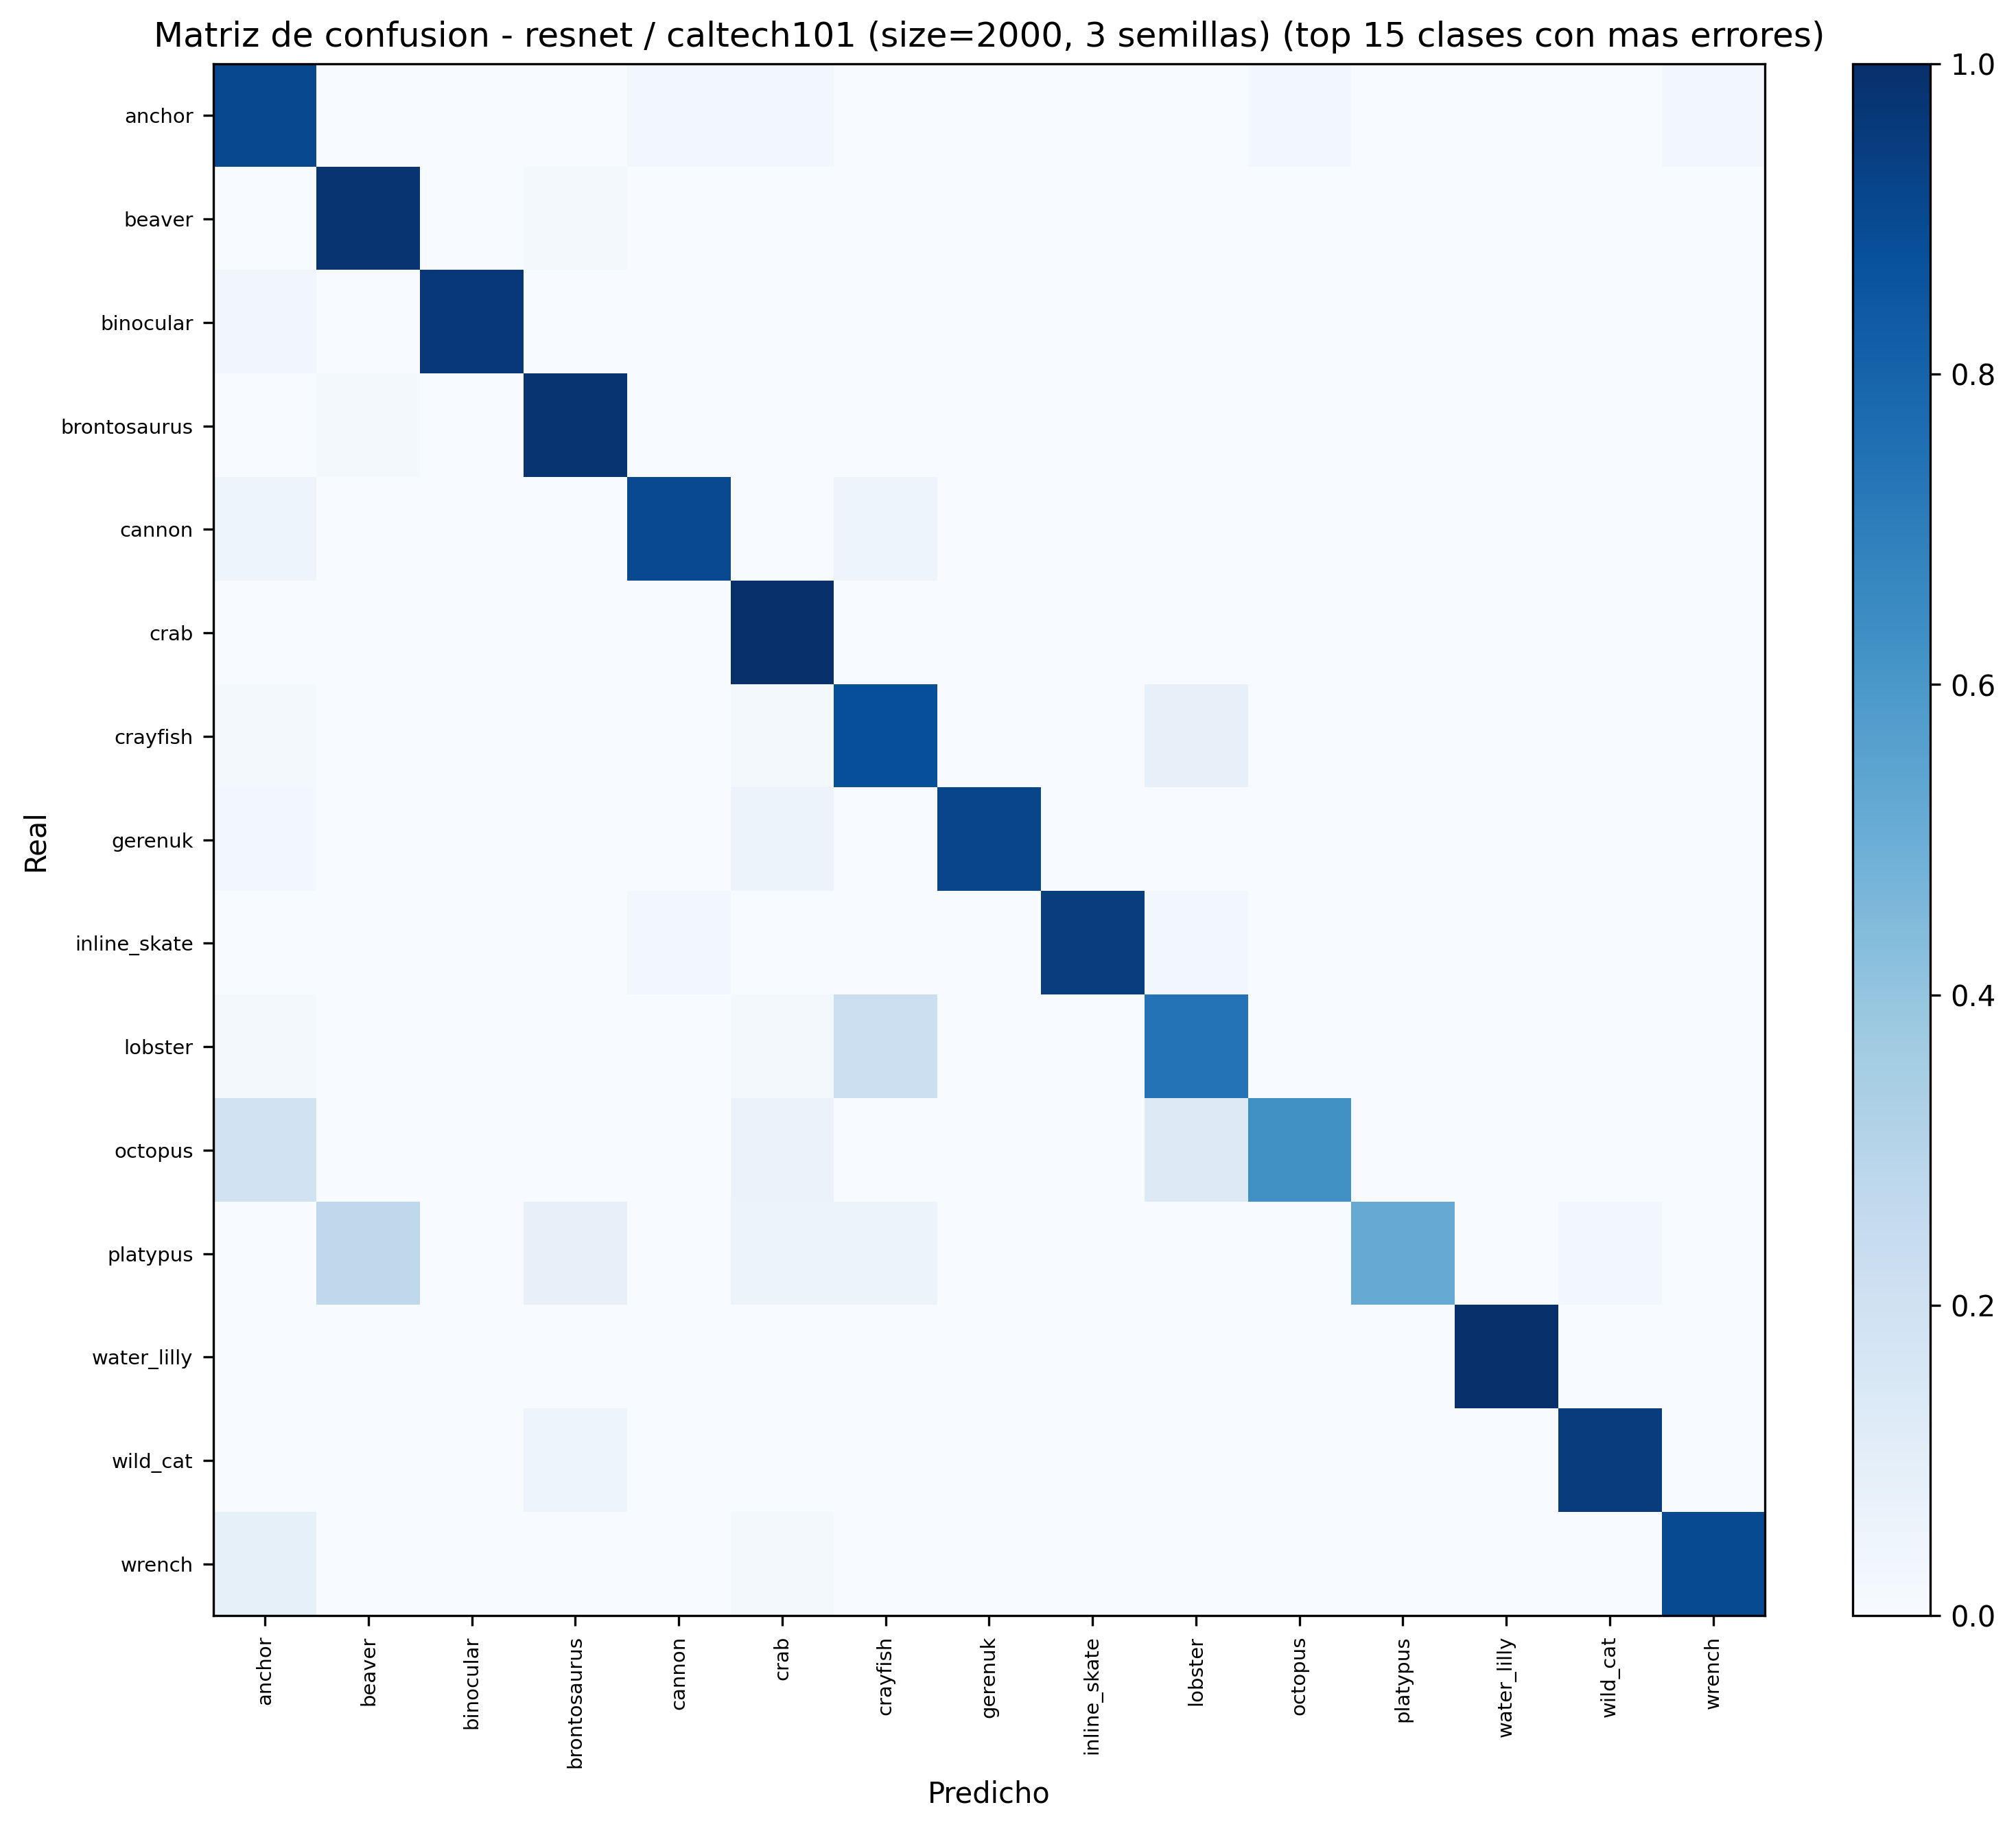 Matriz de confusion - resnet / caltech101 (size=2000, 3 semillas) (top 15 clases con mas errores)
Real
anchor
beaver
binocular
brontosaurus
cannon
crab
crayfish
gerenuk
inline_skate
lobster
octopus
platypus
water_lilly
wild_cat
wrench
anchor
beaver
binocular
brontosaurus
cannon
crab
crayfish
gerenuk
inline_skate
lobster
octopus
platypus
water_lilly
wild_cat
wrench
Predicho
1.0
0.8
0.6
0.4
0.2
0.0